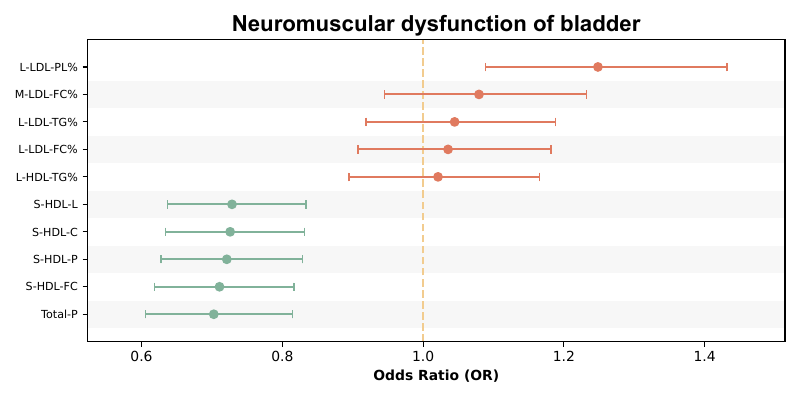 Neuromuscular dysfunction of bladder
L-LDL-PL%
M-LDL-FC%
L-LDL-TG%
L-LDL-FC%
L-HDL-TG%
S-HDL-L
S-HDL-C
S-HDL-P
S-HDL-FC
Total-P
0.6 0.8 1.0 1.2 1.4
Odds Ratio (OR)